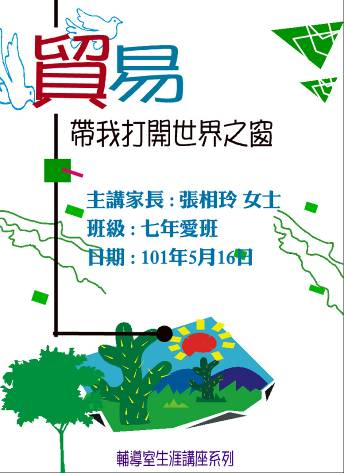 貿易
帶我打開世界之窗
主講家長 : 張相玲 女士
班級 : 七年愛班
日期 : 101年5月16日
輔導室生涯講座系列